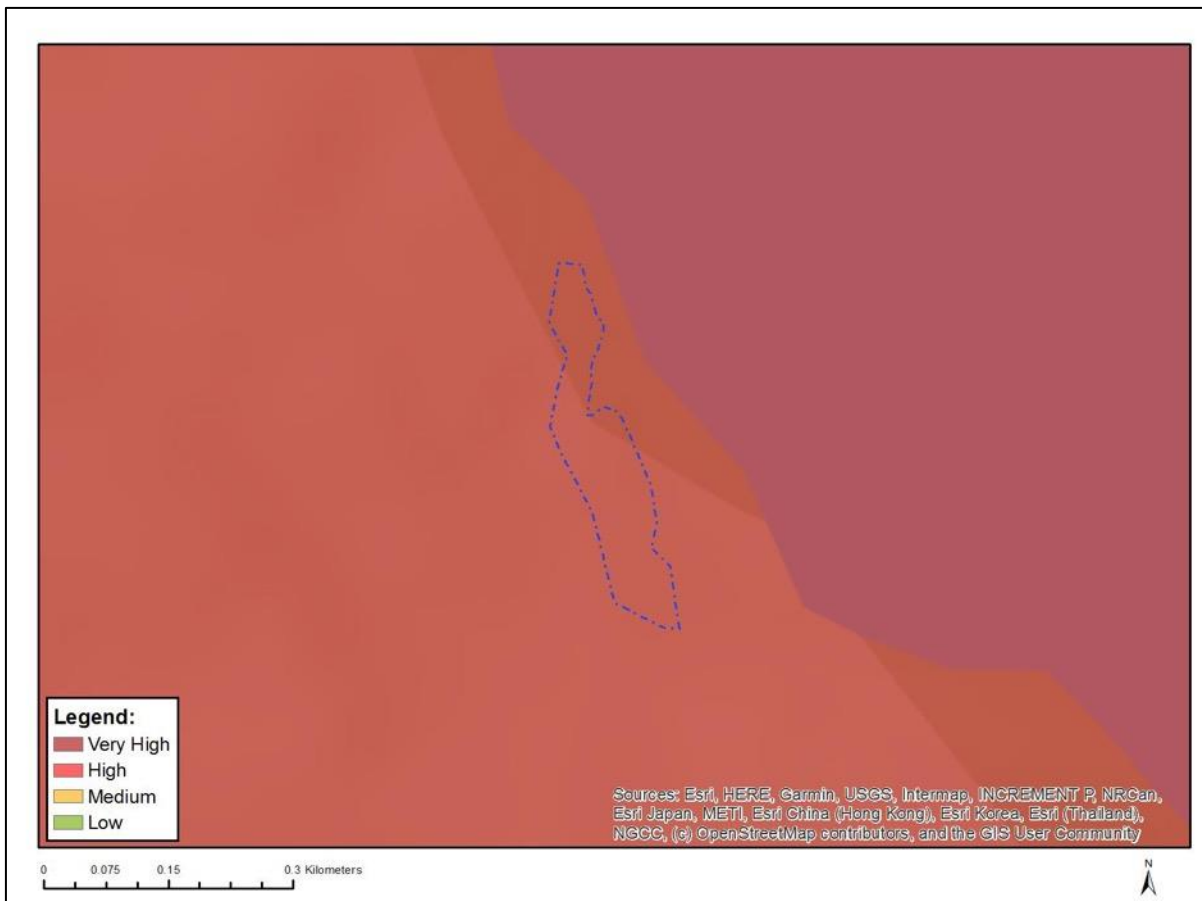 Legend:
Very High
High
Medium
Low
Sources: Esri, HERE, Garmin, USGS, Intermap, INCREMENT P, NRCan,
Esri Japan, METI, Esri China (Hong Kong), Esri Korea, Esri (Thailand),
NGCC, (c) OpenStreetMap contributors, and the GIS User Community
0 0.075 0.15 0.3 Kilometers
N